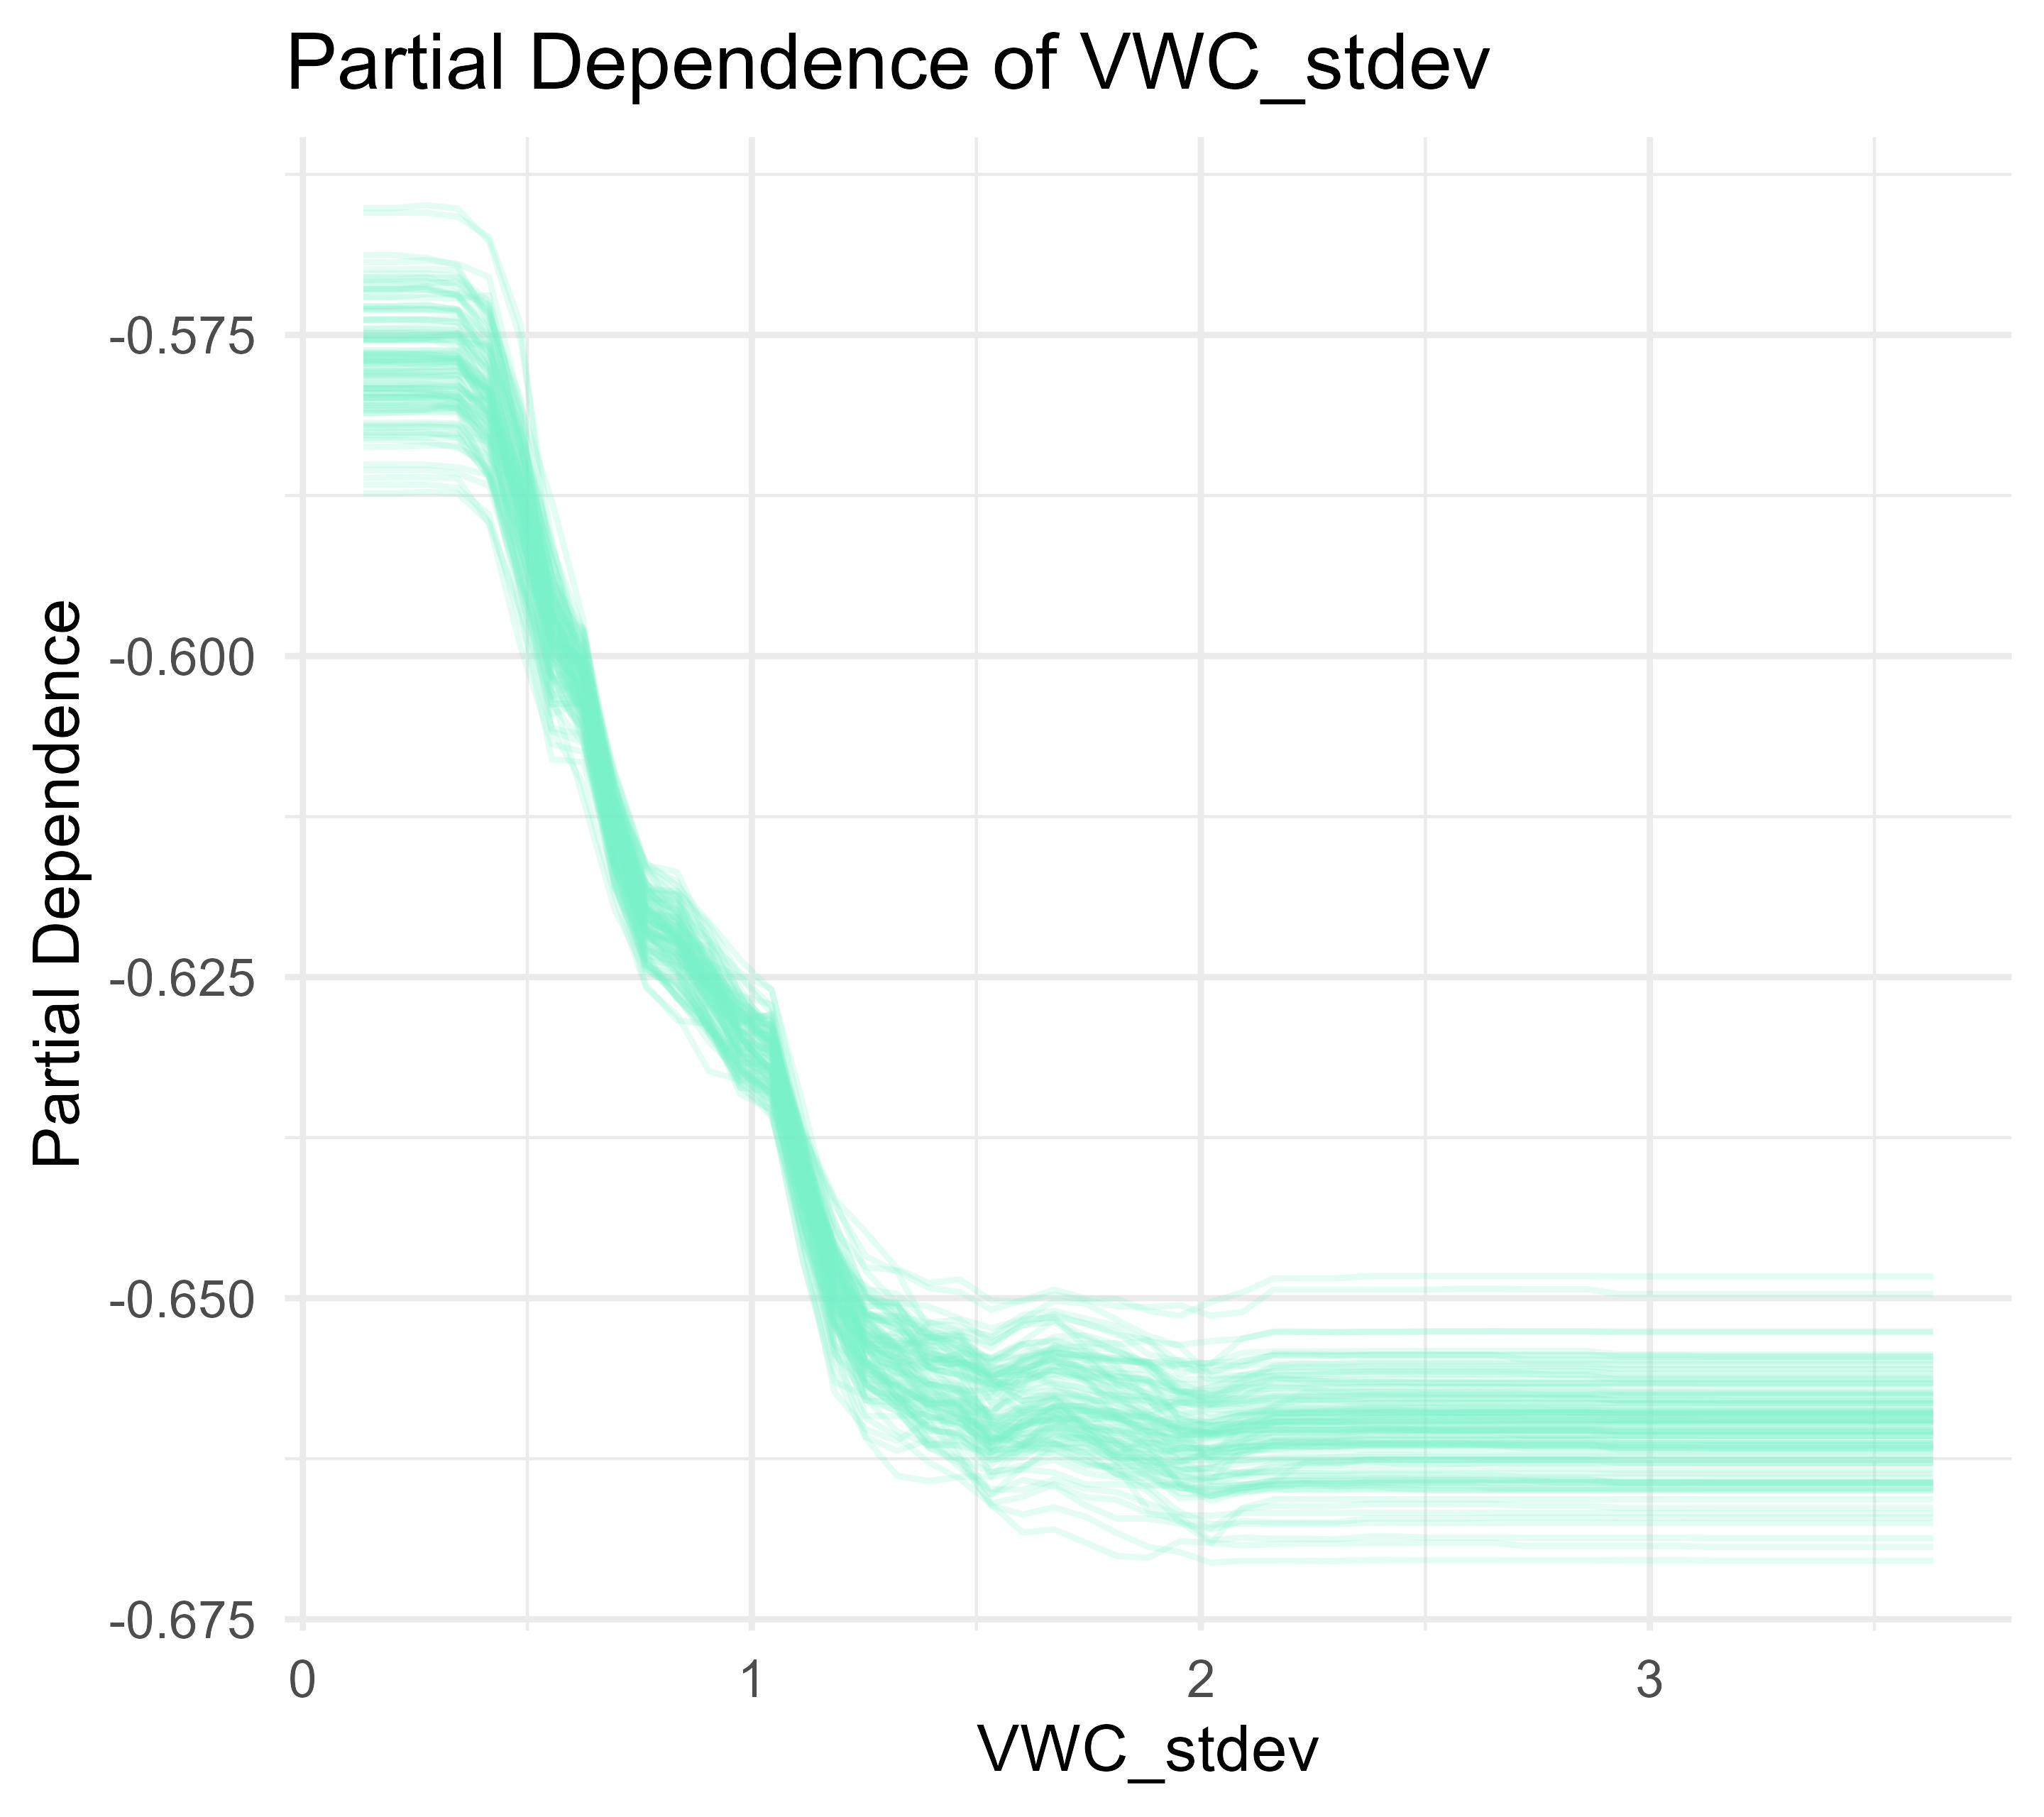 Partial Dependence of VWC_stdev
Partial Dependence
-0.575
-0.600
-0.625
-0.650
-0.675
0 1 2 3
VWC_stdev